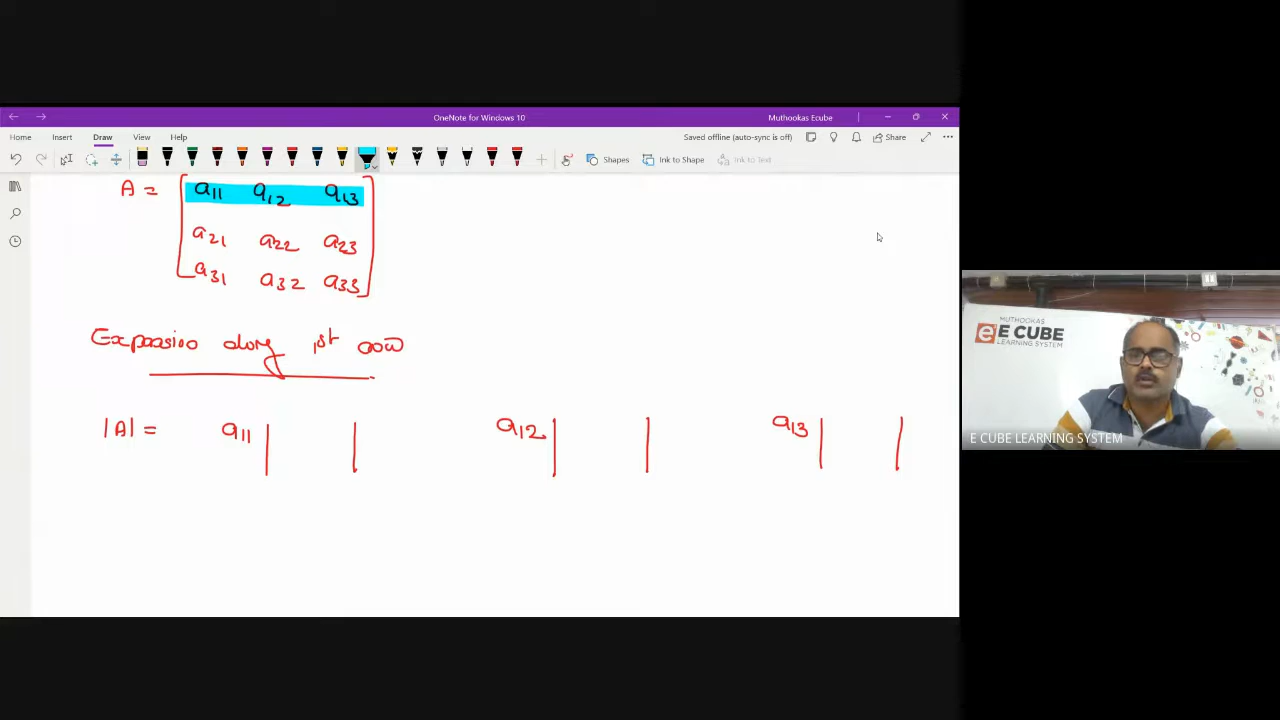 OneNote for Windows 10
Muthookas Ecube
Home Insert Draw View Help
Saved offline (auto-sync is off)
Share
Shapes
Ink to Shape
Ink to Text
A = [ a11 a12 a13
a21 a22 a23
a31 a32 a33 ]
Expansion along 1st row
|A| = a11 | | a12 | | a13 | |
MUTHOOKAS
e E CUBE
LEARNING SYSTEM
E CUBE LEARNING SYSTEM